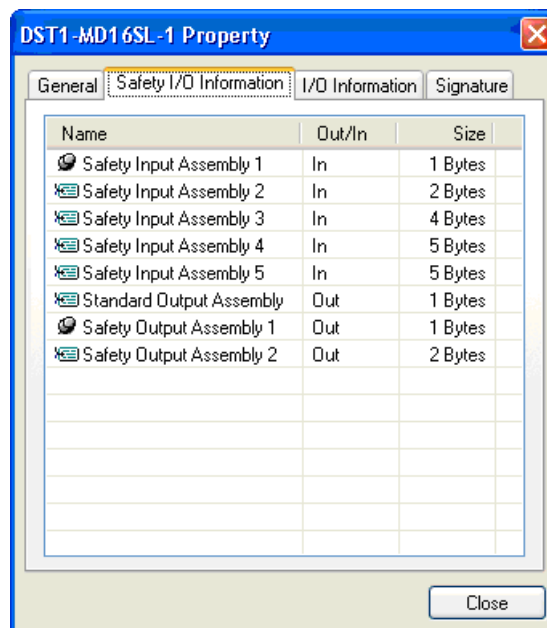 DST1-MD16SL-1 Property
General Safety I/O Information I/O Information Signature
Name Out/In Size
Safety Input Assembly 1 In 1 Bytes
Safety Input Assembly 2 In 2 Bytes
Safety Input Assembly 3 In 4 Bytes
Safety Input Assembly 4 In 5 Bytes
Safety Input Assembly 5 In 5 Bytes
Standard Output Assembly Out 1 Bytes
Safety Output Assembly 1 Out 1 Bytes
Safety Output Assembly 2 Out 2 Bytes
Close